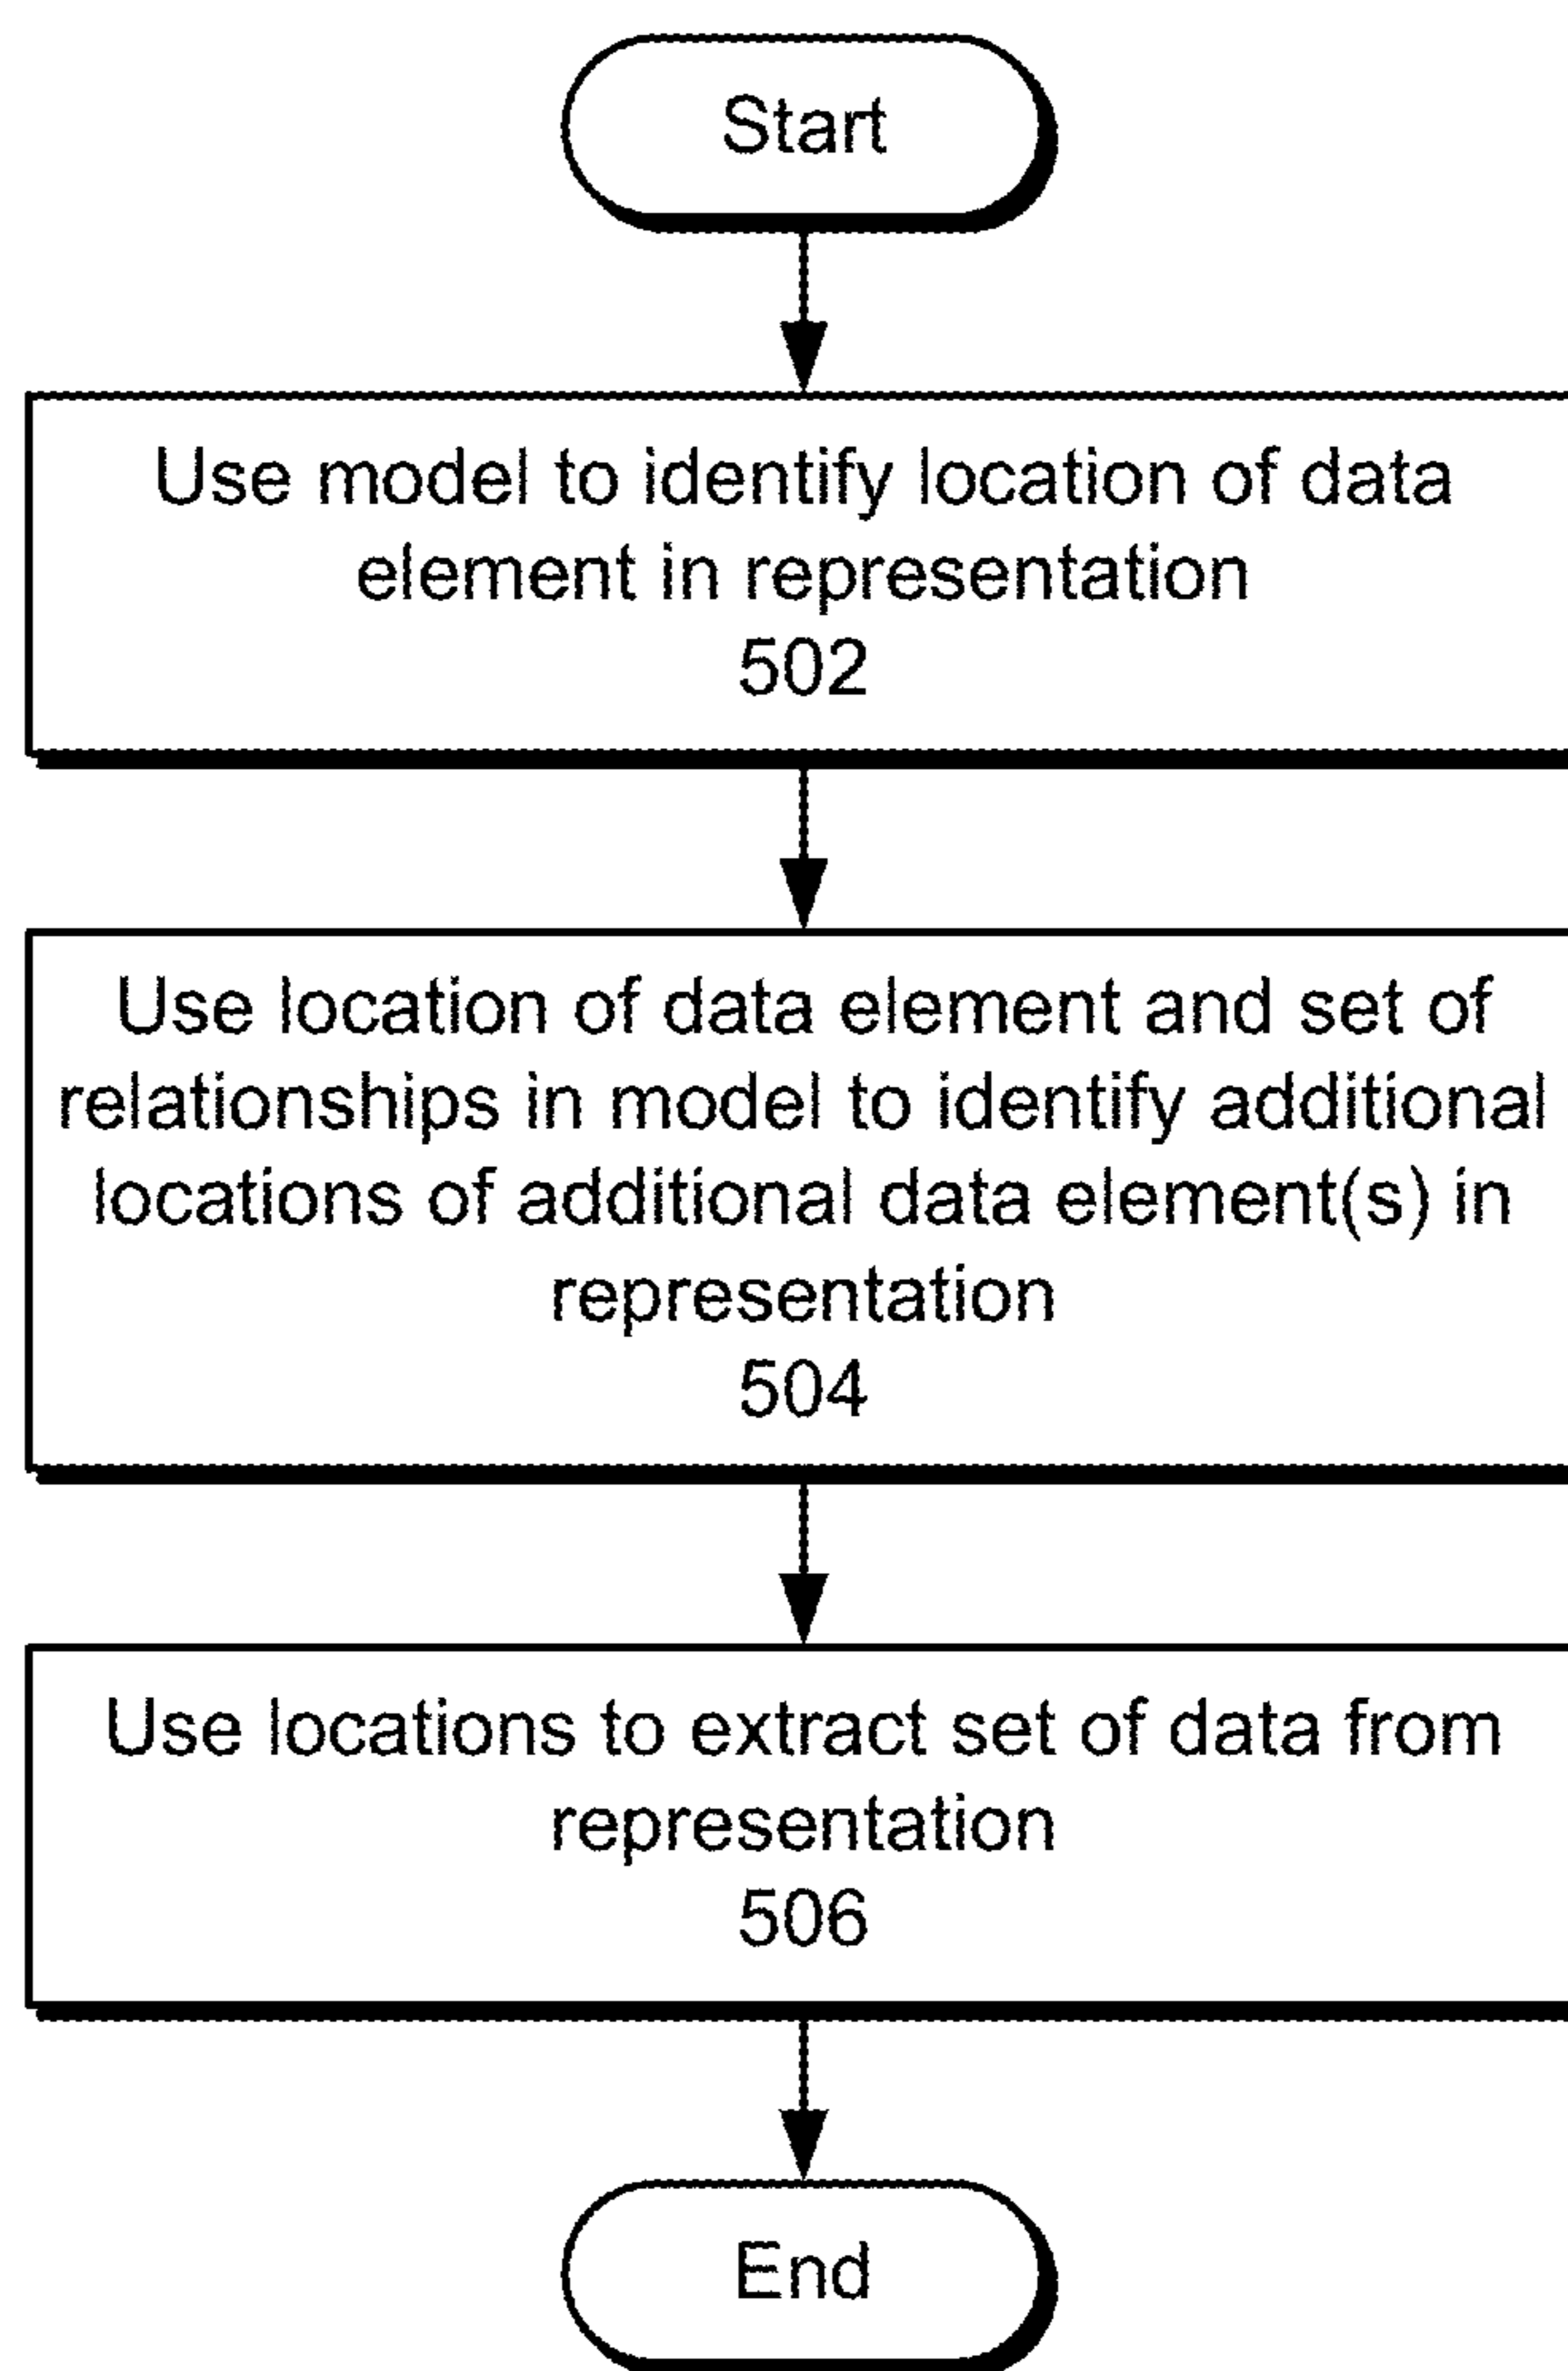 Start
Use model to identify location of data
element in representation
502
Use location of data element and set of
relationships in model to identify additional
locations of additional data element(s) in
representation
504
Use locations to extract set of data from
representation
506
End